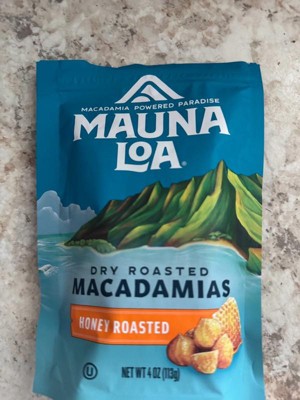 MACADAMIA POWERED PARADISE
MAUNA
LOA®
DRY ROASTED
MACADAMIAS
HONEY ROASTED
U
NET WT 4 OZ (113g)